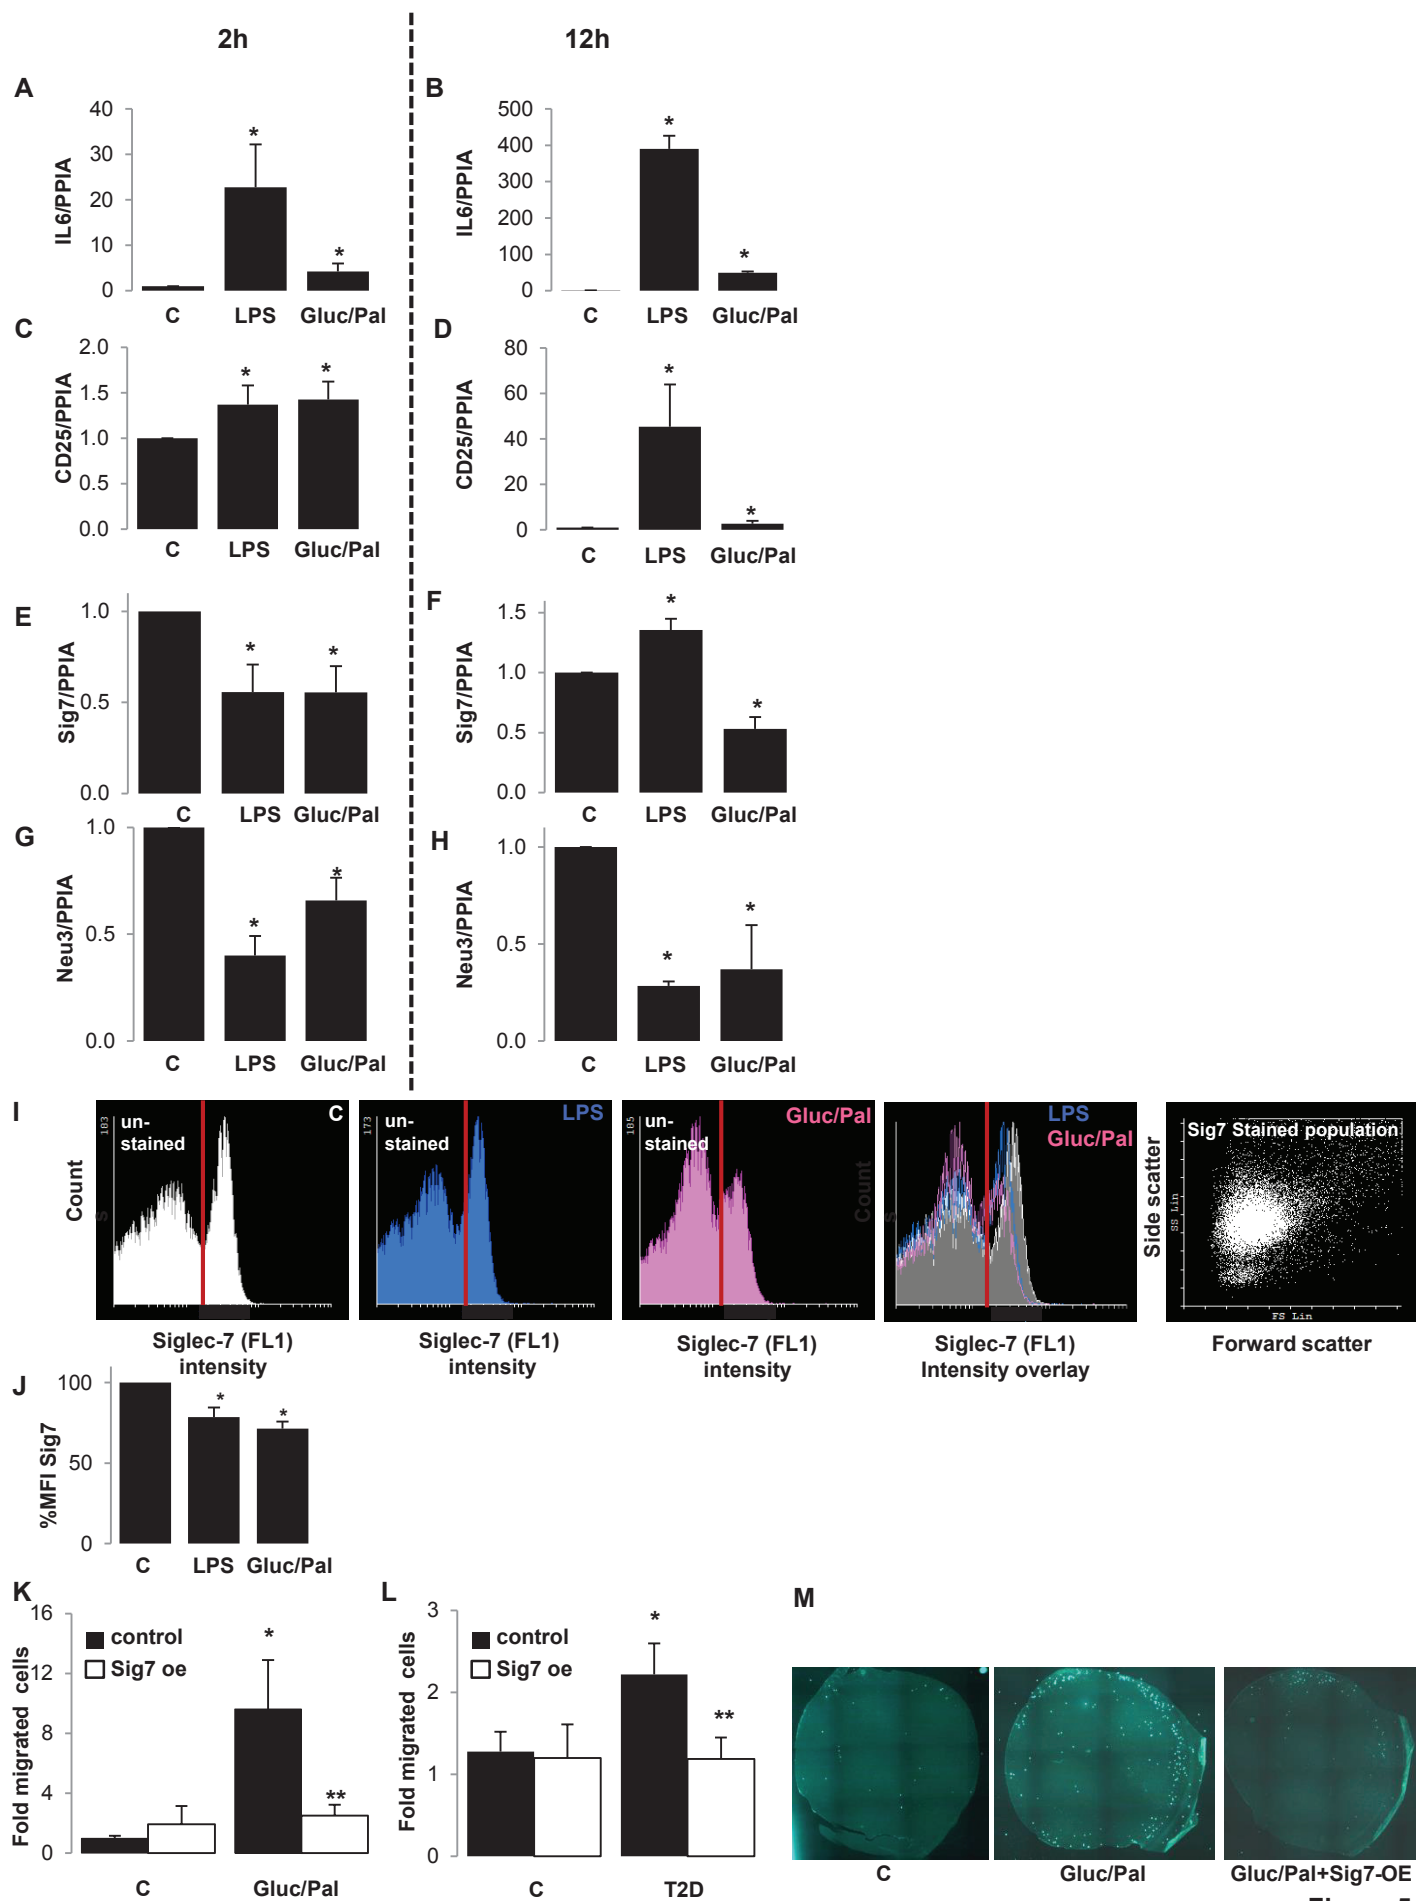 2h
12h
A
IL6/PPIA
40
30
20
10
0
*
*
C
LPS
Gluc/Pal
B
IL6/PPIA
500
400
300
200
100
0
*
*
C
LPS
Gluc/Pal
C
CD25/PPIA
2.0
1.5
1.0
0.5
0.0
*
*
C
LPS
Gluc/Pal
D
CD25/PPIA
80
60
40
20
0
*
*
C
LPS
Gluc/Pal
E
Sig7/PPIA
1.0
0.5
0.0
*
*
C
LPS
Gluc/Pal
F
Sig7/PPIA
1.5
1.0
0.5
0.0
*
*
C
LPS
Gluc/Pal
G
Neu3/PPIA
1.0
0.5
0.0
*
*
C
LPS
Gluc/Pal
H
Neu3/PPIA
1.0
0.5
0.0
*
*
C
LPS
Gluc/Pal
I
Count
183
un-
stained
C
Siglec-7 (FL1)
intensity
173
un-
stained
LPS
Siglec-7 (FL1)
intensity
185
un-
stained
Gluc/Pal
Siglec-7 (FL1)
intensity
Count
LPS
Gluc/Pal
Siglec-7 (FL1)
Intensity overlay
Side scatter
SS Lin
Sig7 Stained population
FS Lin
Forward scatter
J
%MFI Sig7
100
50
0
*
*
C
LPS
Gluc/Pal
K
Fold migrated cells
16
12
8
4
0
control
Sig7 oe
*
**
C
Gluc/Pal
L
Fold migrated cells
3
2
1
0
control
Sig7 oe
*
**
C
T2D
M
C
Gluc/Pal
Gluc/Pal+Sig7-OE